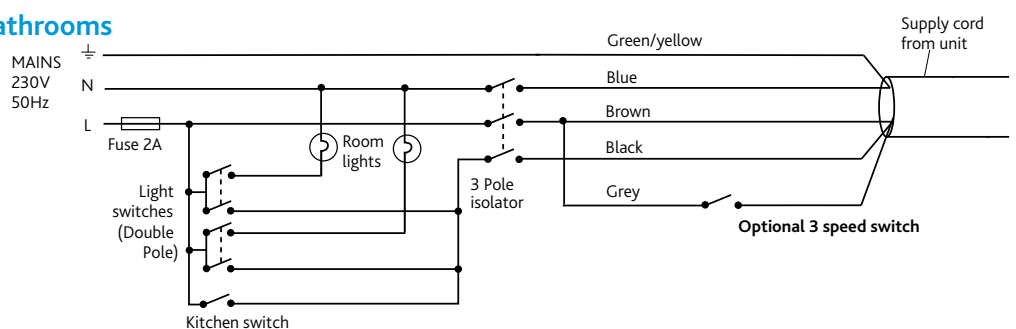 athrooms
MAINS
230V
50Hz
N
L
Fuse 2A
Green/yellow
Blue
Brown
Black
Grey
Supply cord
from unit
Room
lights
3 Pole
isolator
Optional 3 speed switch
Light
switches
(Double
Pole)
Kitchen switch